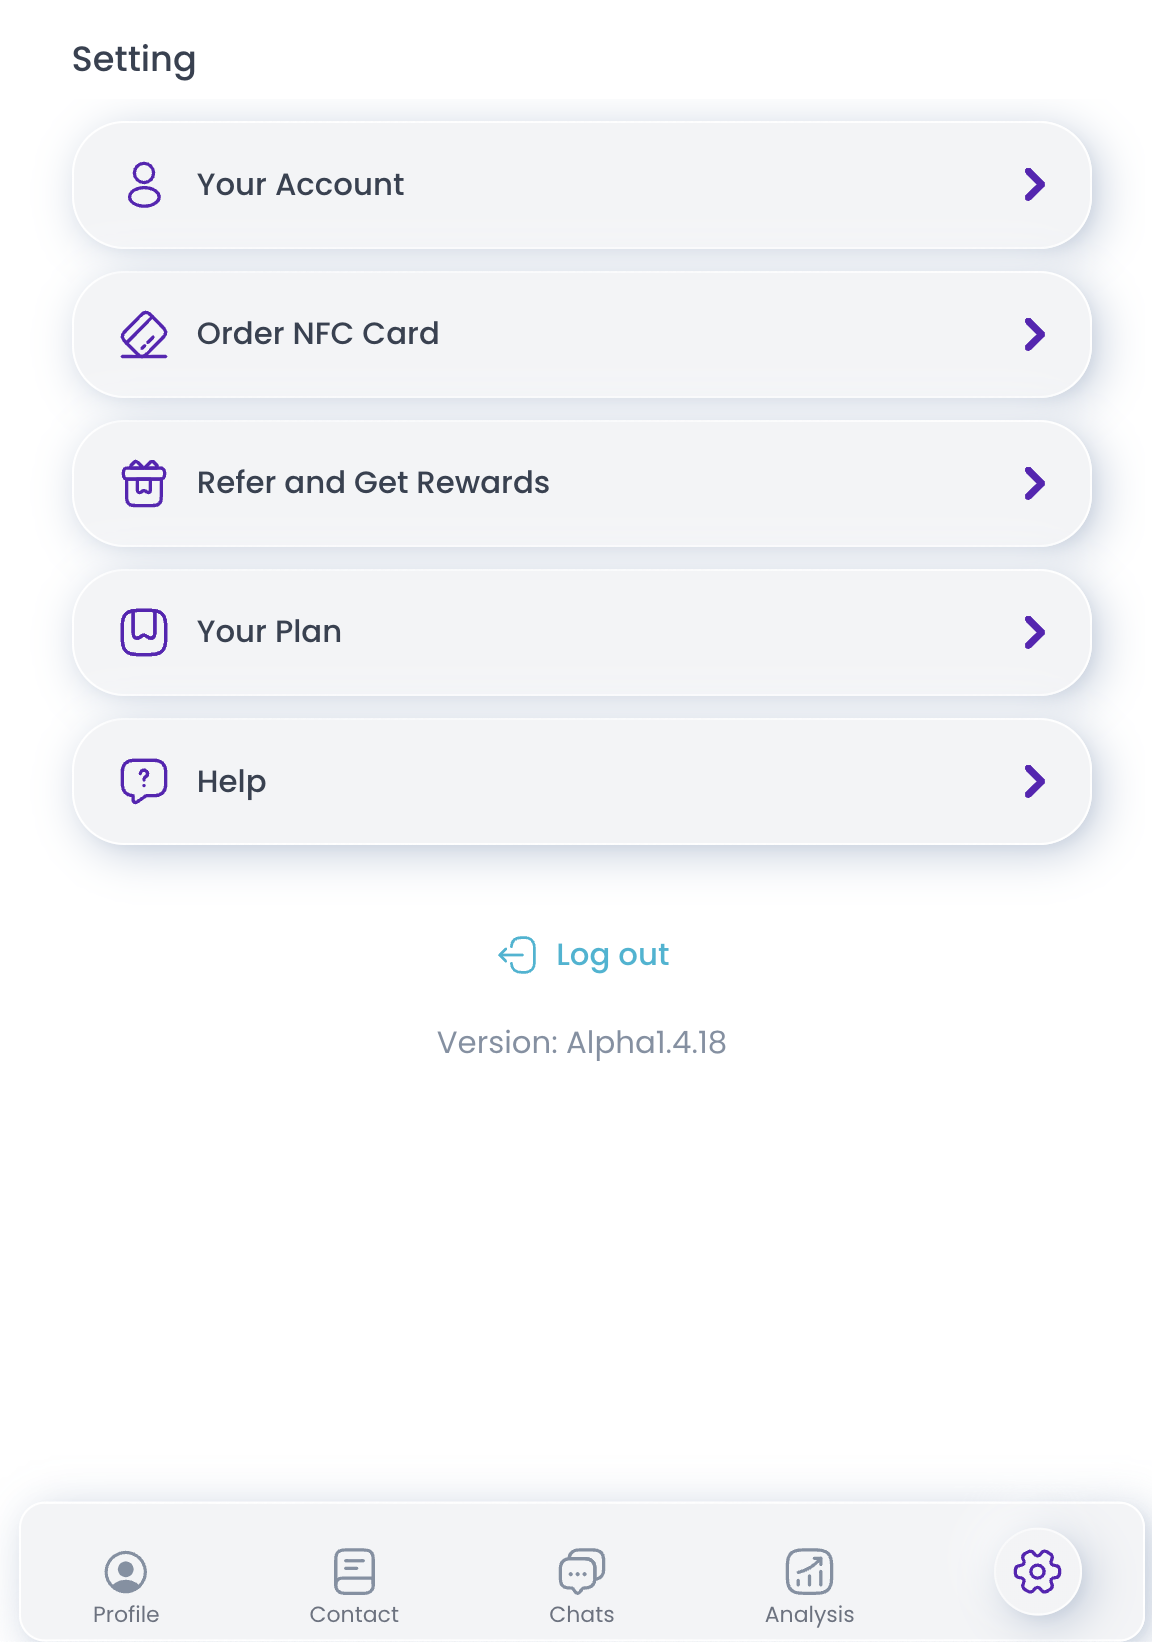 Setting
Your Account
Order NFC Card
Refer and Get Rewards
Your Plan
?
Help
Log out
Version: Alpha1.4.18
Profile
Contact
Chats
Analysis